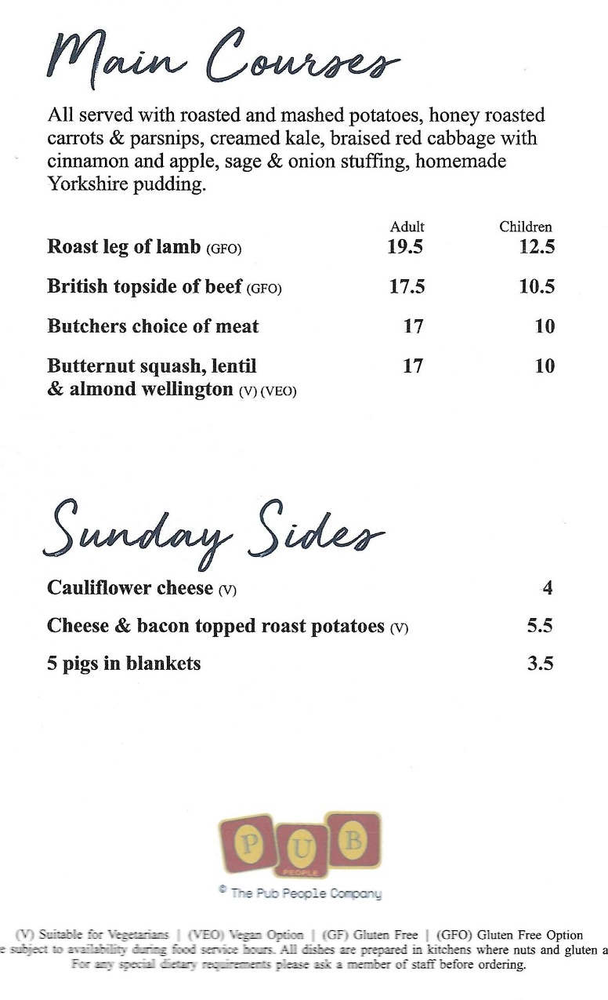 Main Courses
All served with roasted and mashed potatoes, honey roasted
carrots & parsnips, creamed kale, braised red cabbage with
cinnamon and apple, sage & onion stuffing, homemade
Yorkshire pudding.
Adult Children
Roast leg of lamb (GFO) 19.5 12.5
British topside of beef (GFO) 17.5 10.5
Butchers choice of meat 17 10
Butternut squash, lentil 17 10
& almond wellington (V) (VEO)
Sunday Sides
Cauliflower cheese (V) 4
Cheese & bacon topped roast potatoes (V) 5.5
5 pigs in blankets 3.5
P U B
PEOPLE
© The Pub People Company
(V) Suitable for Vegetarians | (VEO) Vegan Option | (GF) Gluten Free | (GFO) Gluten Free Option
e subject to availability during food service hours. All dishes are prepared in kitchens where nuts and gluten a
For any special dietary requirements please ask a member of staff before ordering.